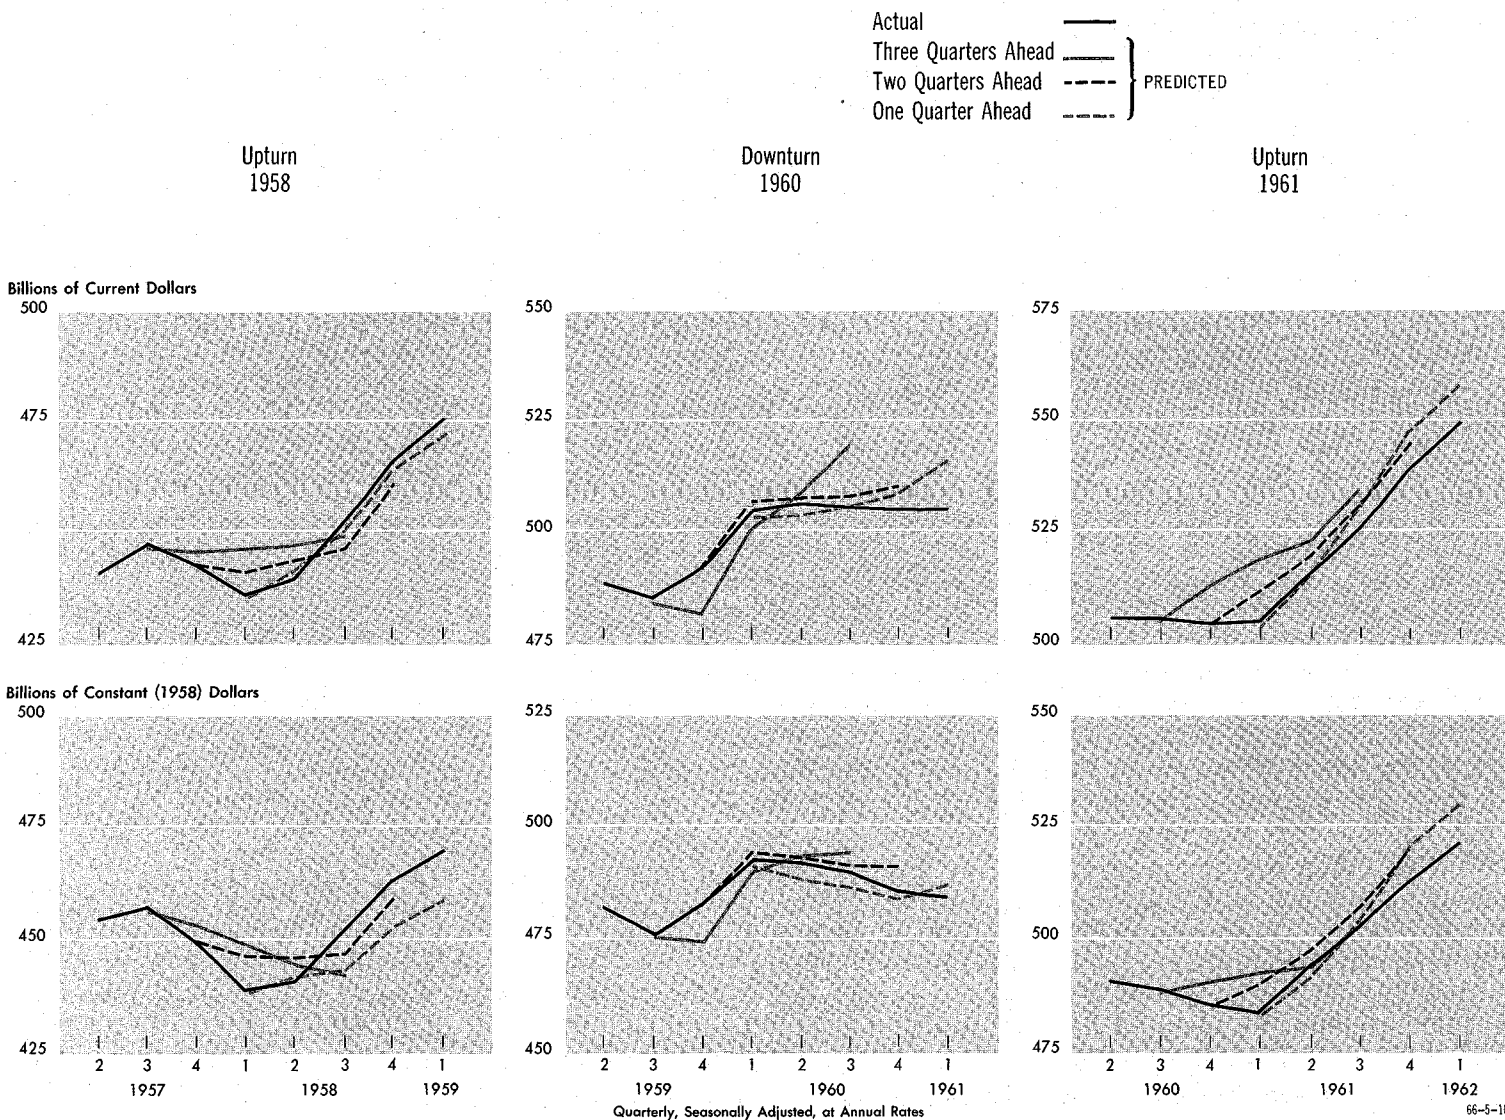 Actual
Three Quarters Ahead
Two Quarters Ahead
One Quarter Ahead
PREDICTED
Upturn
1958
Downturn
1960
Upturn
1961
Billions of Current Dollars
500
475
425
550
525
500
475
575
550
525
500
Billions of Constant (1958) Dollars
500
475
450
425
2 3 4 1 2 3 4 1
1957 1958 1959
525
500
475
450
2 3 4 1 2 3 4 1
1959 1960 1961
550
525
500
475
2 3 4 1 2 3 4 1
1960 1961 1962
Quarterly, Seasonally Adjusted, at Annual Rates